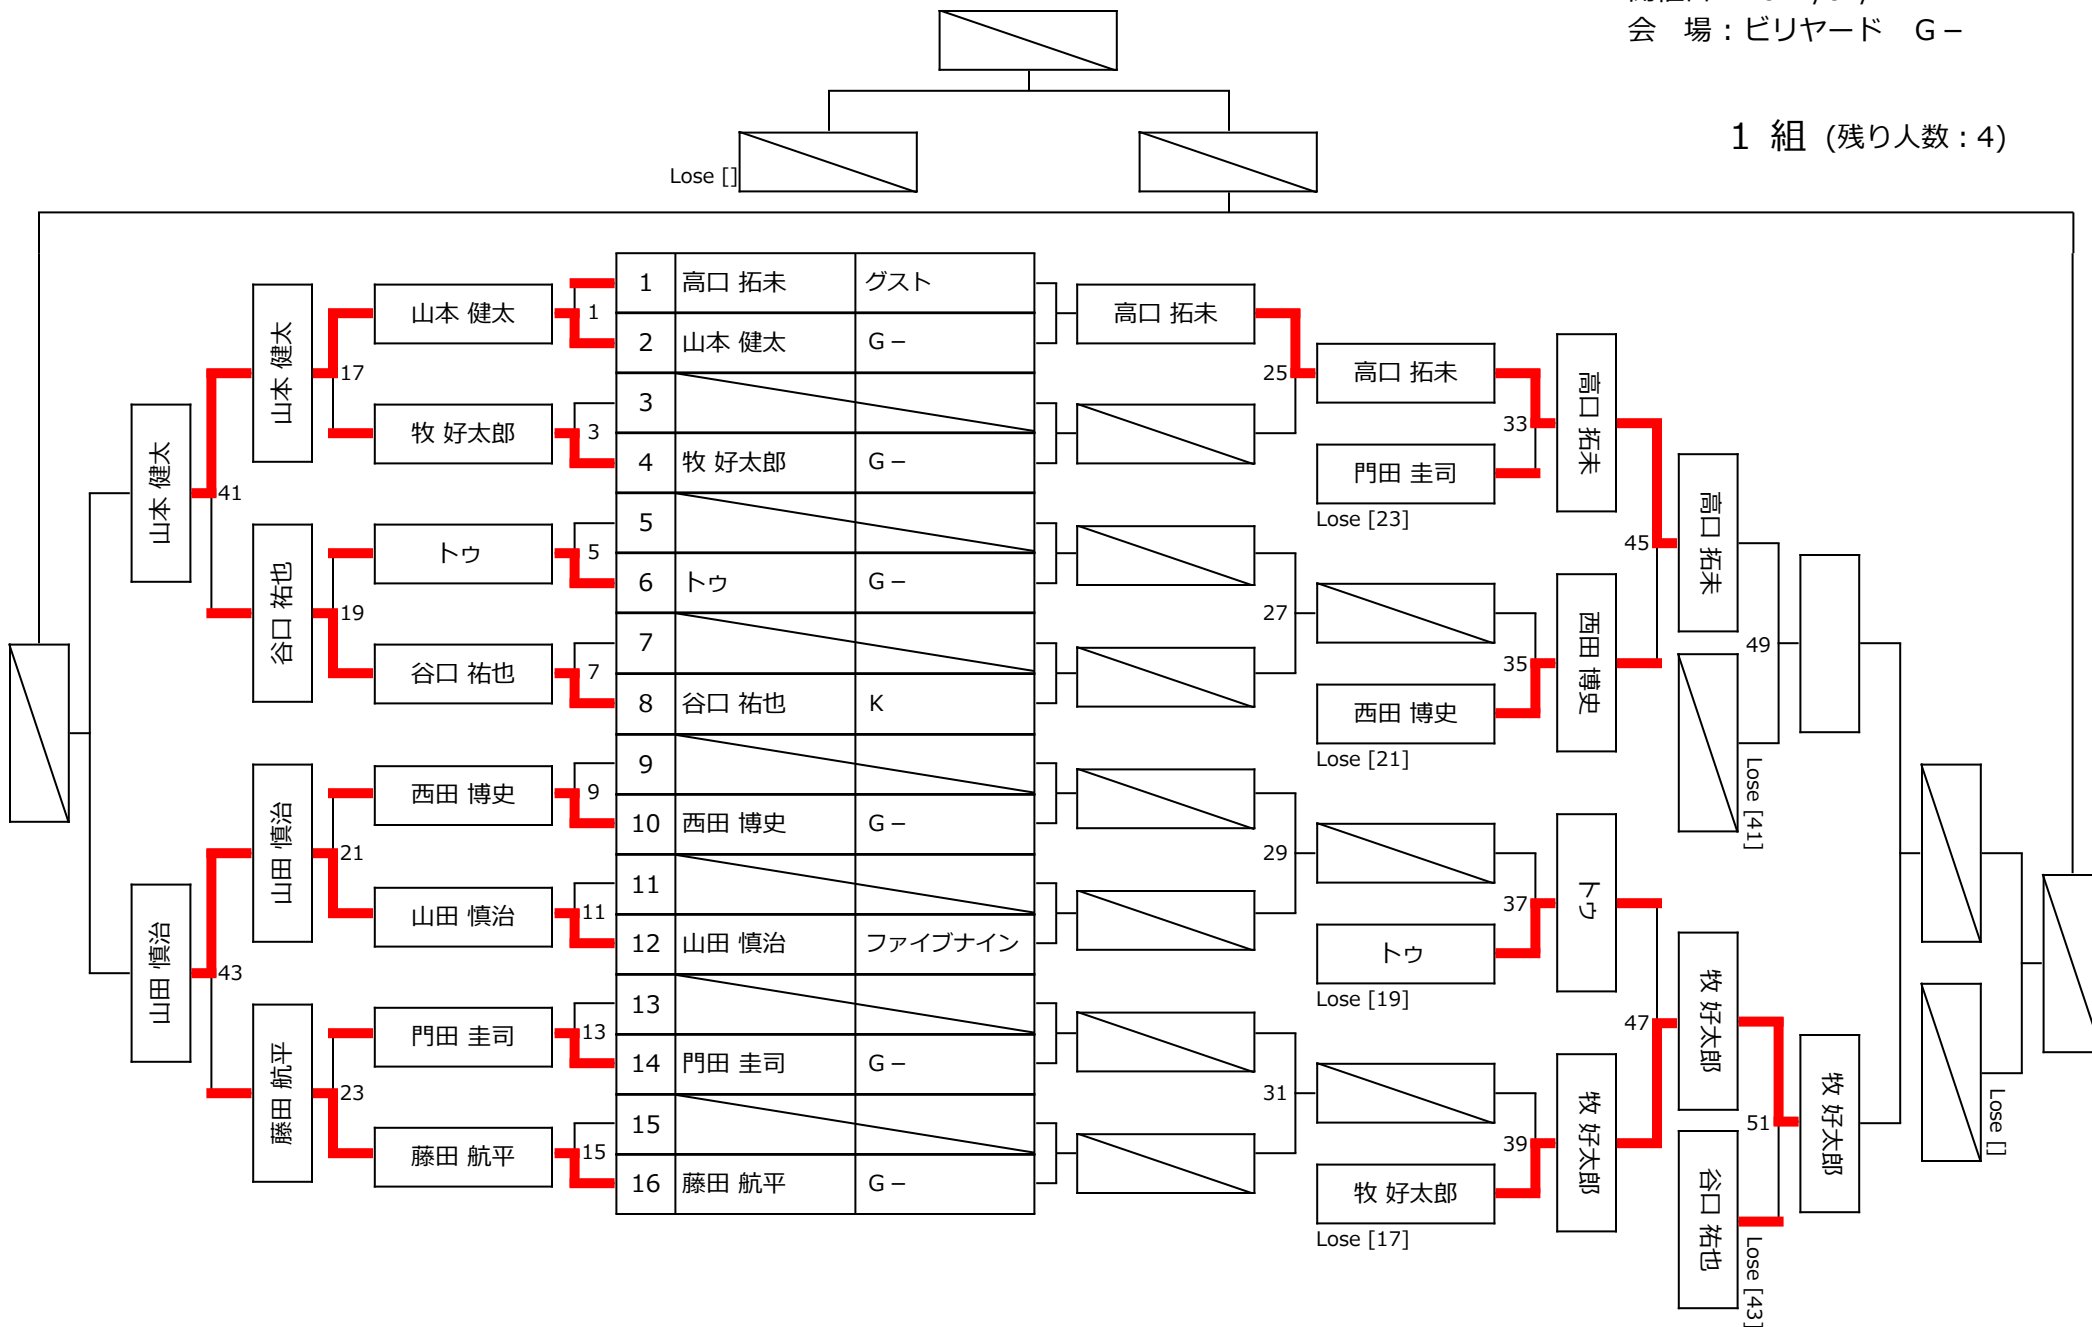 会 場：ビリヤード G－
1 組 (残り人数：4)
Lose []
1 高口 拓未 グスト
2 山本 健太 G－
3
4 牧 好太郎 G－
5
6 トゥ G－
7
8 谷口 祐也 K
9
10 西田 博史 G－
11
12 山田 慎治 ファイブナイン
13
14 門田 圭司 G－
15
16 藤田 航平 G－
山本 健太
1
牧 好太郎
3
トゥ
5
谷口 祐也
7
西田 博史
9
山田 慎治
11
門田 圭司
13
藤田 航平
15
山本 健太
17
谷口 祐也
19
山田 慎治
21
藤田 航平
23
山本 健太
41
山田 慎治
43
高口 拓未
25
27
29
31
高口 拓未
33
門田 圭司
Lose [23]
35
西田 博史
Lose [21]
37
トゥ
Lose [19]
39
牧 好太郎
Lose [17]
高口 拓未
45
西田 博史
トゥ
47
牧 好太郎
高口 拓未
49
Lose [41]
牧 好太郎
51
谷口 祐也
Lose [43]
牧 好太郎
Lose []